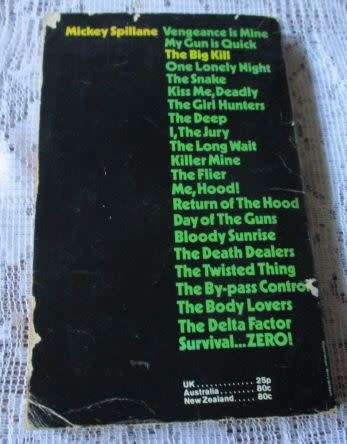 Mickey Spillane Vengeance is Mine
My Gun is Quick
The Big Kill
One Lonely Night
The Snake
Kiss Me, Deadly
The Girl Hunters
The Deep
I, The Jury
The Long Wait
Killer Mine
The Flier
Me, Hood!
Return of The Hood
Day of The Guns
Bloody Sunrise
The Death Dealers
The Twisted Thing
The By-pass Control
The Body Lovers
The Delta Factor
Survival...ZERO!
UK ............. 25p
Australia ........ 80c
New Zealand ..... 80c